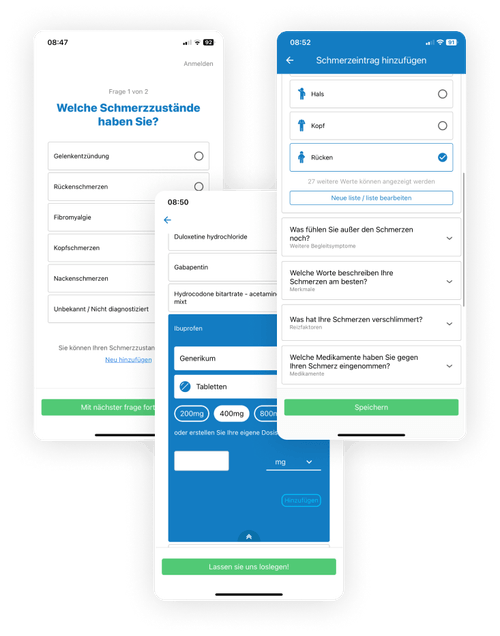 08:47
92
Anmelden
Frage 1 von 2
Welche Schmerzzustände
haben Sie?
Gelenkentzündung
Rückenschmerzen
Fibromyalgie
Kopfschmerzen
Nackenschmerzen
Unbekannt / Nicht diagnostiziert
Sie können Ihren
Neu hinzufügen
Mit nächster frage
08:50
Duloxetine hydrochloride
Gabapentin
Hydrocodone bitartrate -
mixt
Ibuprofen
Generikum
Tabletten
200mg
400mg
oder erstellen Sie Ihre eigene
mg
Hinzufügen
Lassen sie uns loslegen!
08:52
91
Schmerzeintrag hinzufügen
Hals
Kopf
Rücken
27 weitere Werte können angezeigt werden
Neue liste / liste bearbeiten
Was fühlen Sie außer den Schmerzen
noch?
Weitere Begleitsymptome
Welche Worte beschreiben Ihre
Schmerzen am besten?
Merkmale
Was hat Ihre Schmerzen verschlimmert?
Reizfaktoren
Welche Medikamente haben Sie gegen
Ihren Schmerz eingenommen?
Medikamente
Speichern